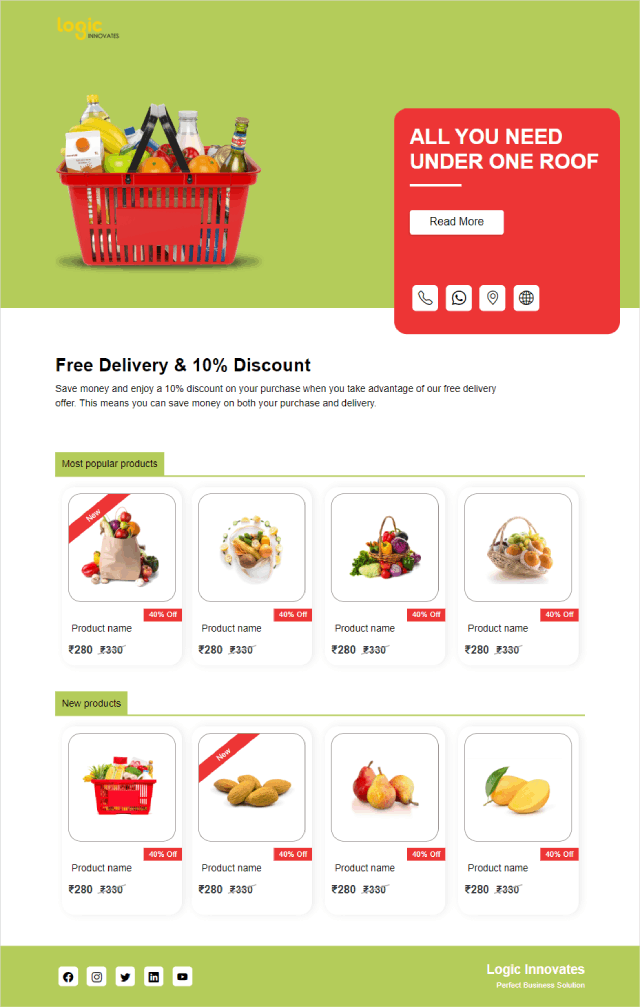 logic
INNOVATES
ALL YOU NEED
UNDER ONE ROOF
Read More
Free Delivery & 10% Discount
Save money and enjoy a 10% discount on your purchase when you take advantage of our free delivery
offer. This means you can save money on both your purchase and delivery.
Most popular products
New
40% Off
40% Off
40% Off
40% Off
Product name
Product name
Product name
Product name
₹280 ₹330
₹280 ₹330
₹280 ₹330
₹280 ₹330
New products
New
40% Off
40% Off
40% Off
40% Off
Product name
Product name
Product name
Product name
₹280 ₹330
₹280 ₹330
₹280 ₹330
₹280 ₹330
Logic Innovates
Perfect Business Solution